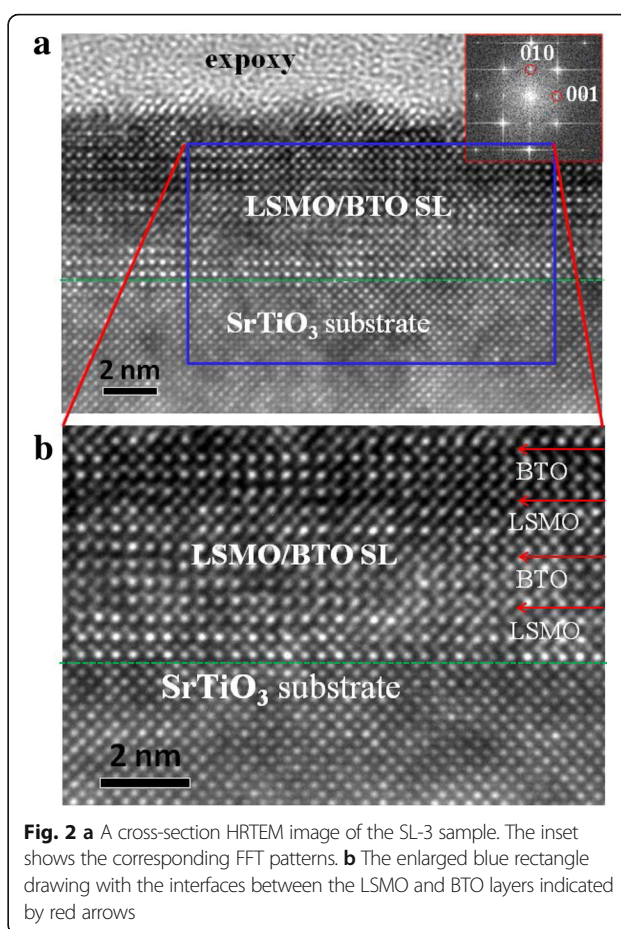 a
expoxy
010
001
LSMO/BTO SL
SrTiO3 substrate
2 nm
b
BTO
LSMO
LSMO/BTO SL
BTO
LSMO
SrTiO3 substrate
2 nm
Fig. 2 a A cross-section HRTEM image of the SL-3 sample. The inset
shows the corresponding FFT patterns. b The enlarged blue rectangle
drawing with the interfaces between the LSMO and BTO layers indicated
by red arrows